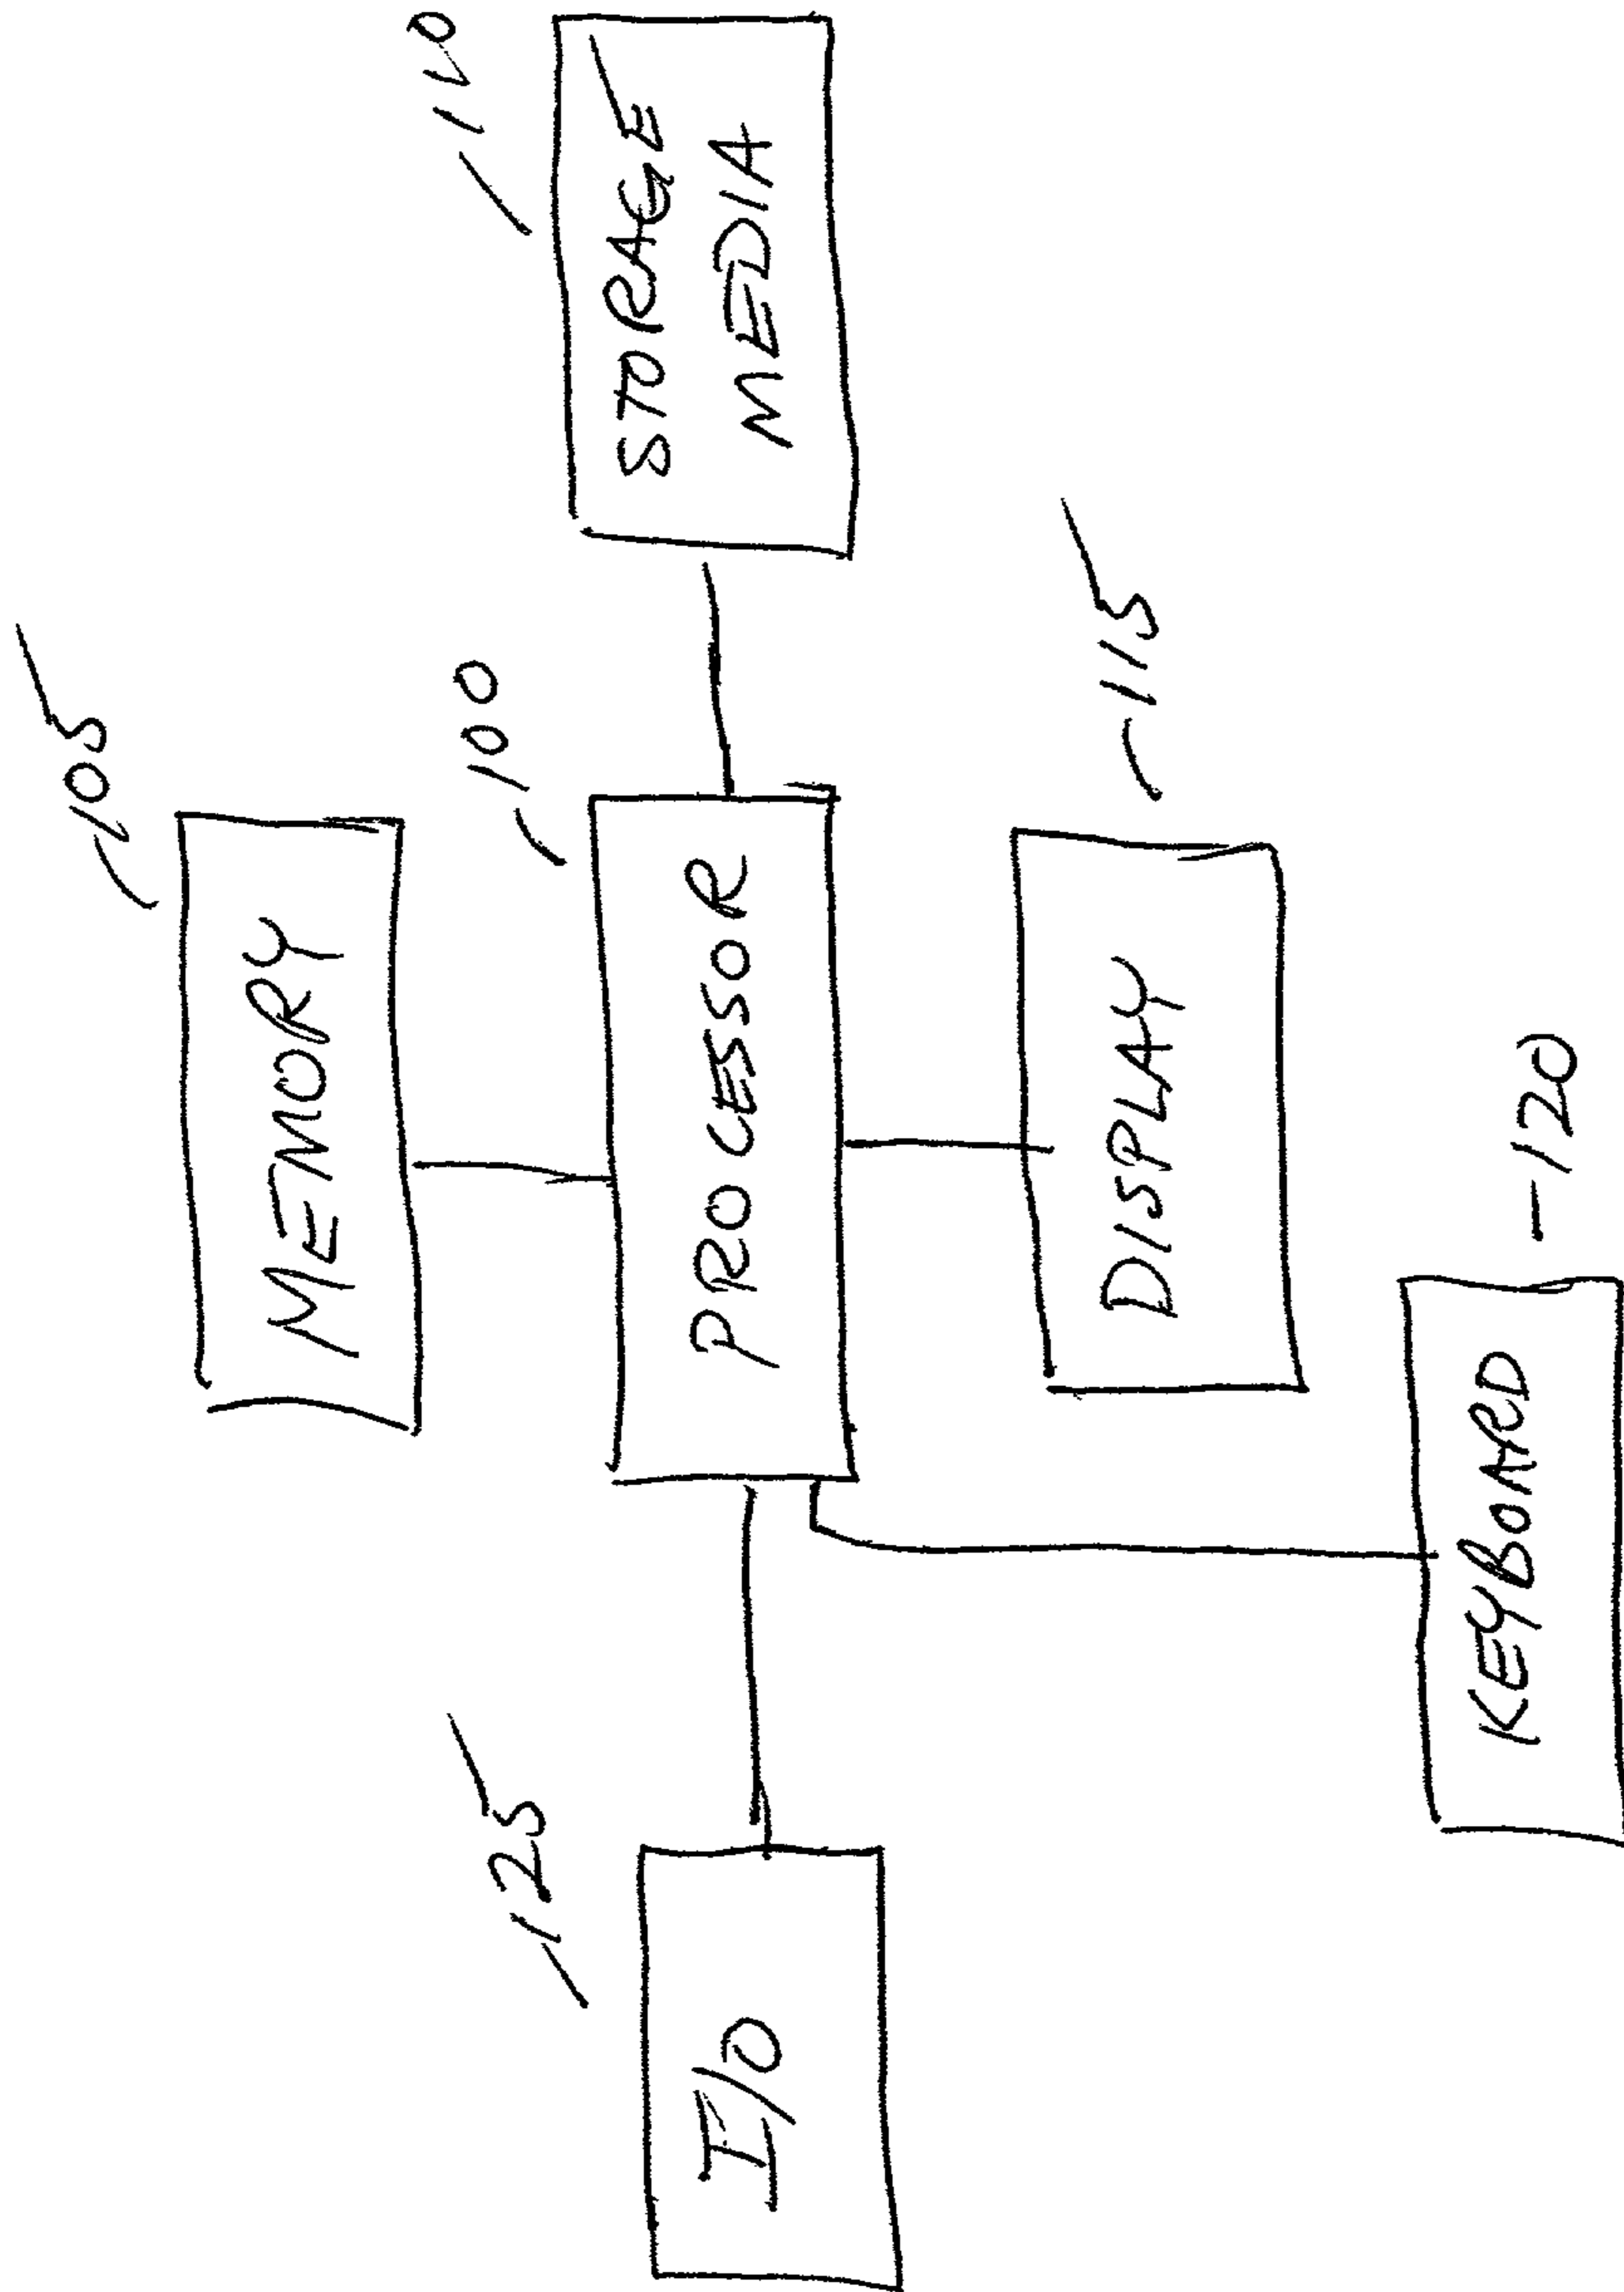 105
MEMORY
110
100
STORAGE
MEDIA
PROCESSOR
125
I/O
115
DISPLAY
120
KEYBOARD